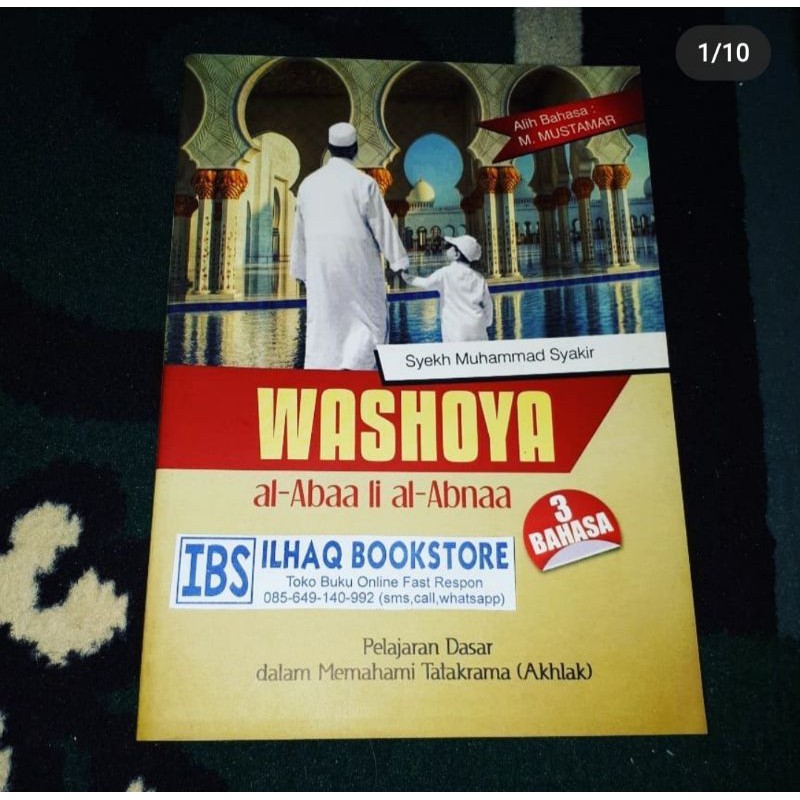 1/10
Alih Bahasa :
M. MUSTAMAR
Syekh Muhammad Syakir
WASHOYA
al-Abaa li al-Abnaa
3
BAHASA
IBS
ILHAQ BOOKSTORE
Toko Buku Online Fast Respon
085-649-140-992 (sms,call,whatsapp)
Pelajaran Dasar
dalam Memahami Tatakrama (Akhlak)